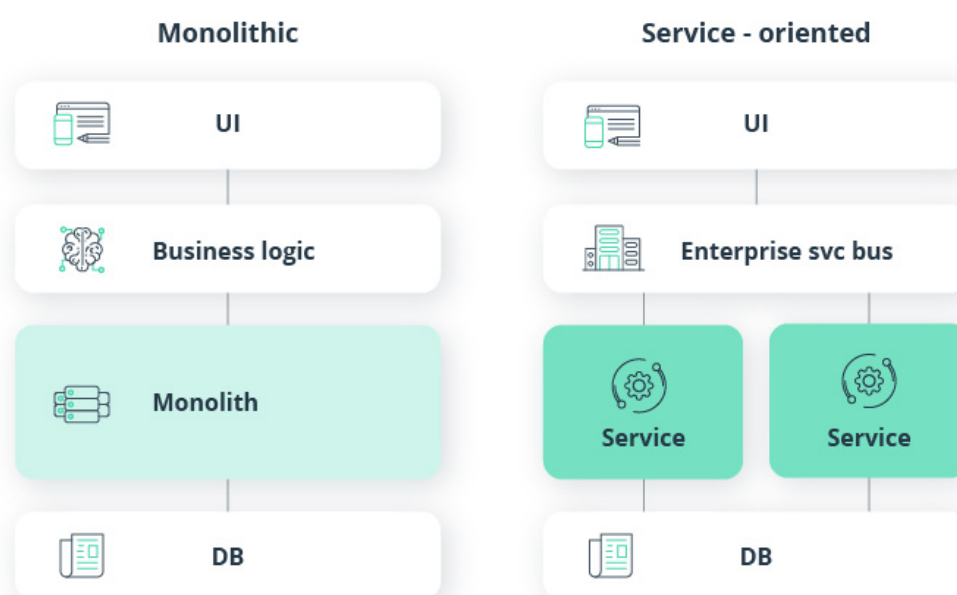 Monolithic
UI
Business logic
Monolith
DB
Service - oriented
UI
Enterprise svc bus
Service
Service
DB